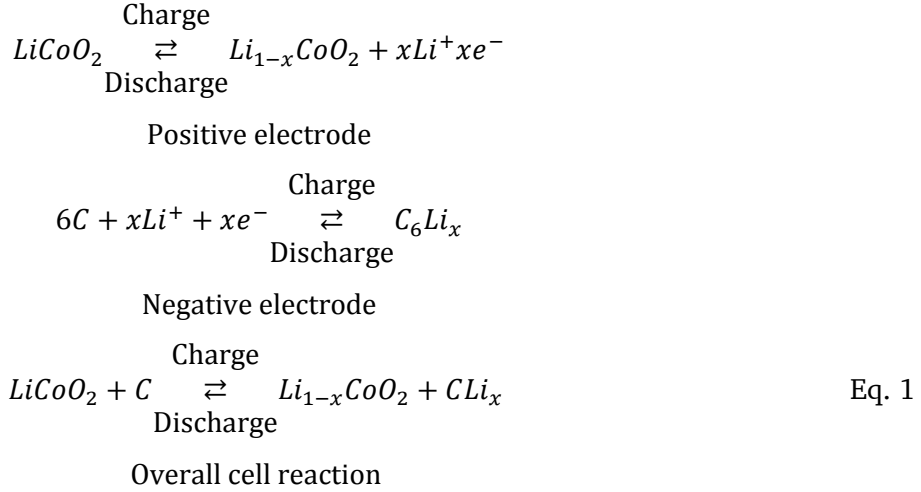 Charge
LiCoO₂ ⇄ Li₁₋ₓCoO₂ + xLi⁺xe⁻
Discharge
Positive electrode
Charge
6C + xLi⁺ + xe⁻ ⇄ C₆Liₓ
Discharge
Negative electrode
Charge
LiCoO₂ + C ⇄ Li₁₋ₓCoO₂ + CLiₓ Eq. 1
Discharge
Overall cell reaction